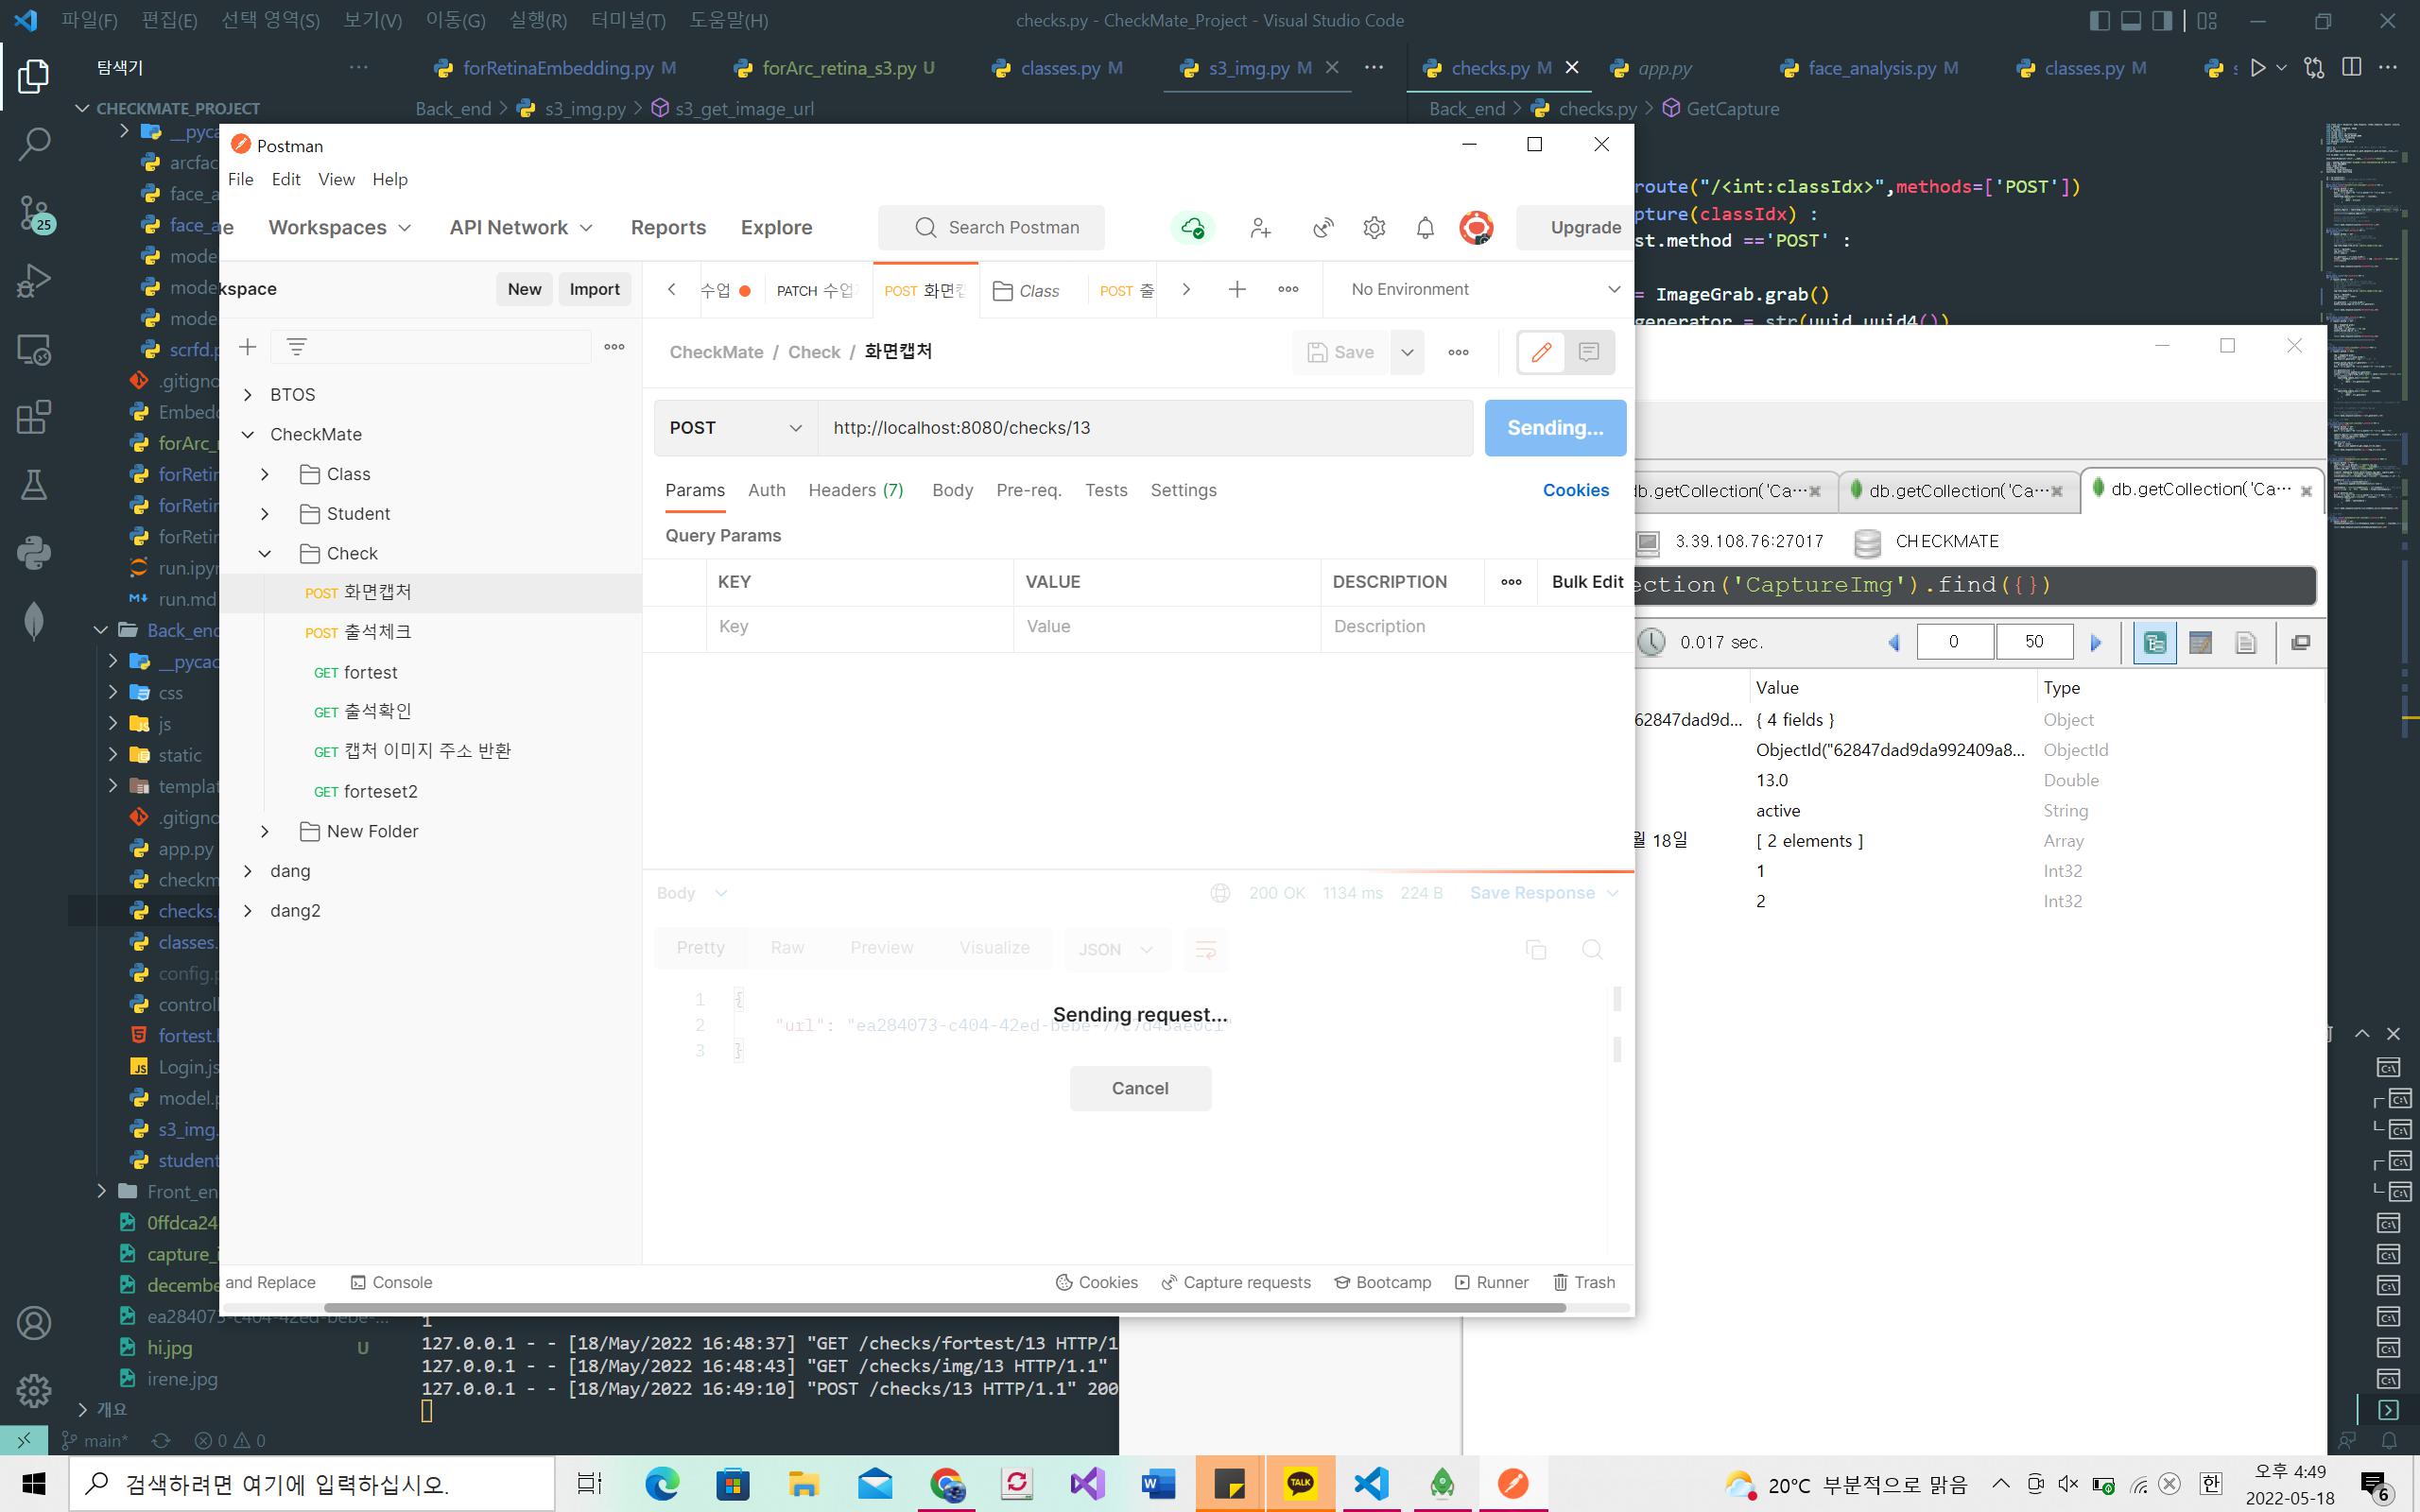 파일(F) 편집(E) 선택 영역(S) 보기(V) 이동(G) 실행(R) 터미널(T) 도움말(H)
checks.py - CheckMate_Project - Visual Studio Code
탐색기
forRetinaEmbedding.py M
forArc_retina_s3.py U
classes.py M
s3_img.py M
checks.py M
app.py
face_analysis.py M
classes.py M
CHECKMATE_PROJECT
Back_end > s3_img.py > s3_get_image_url
Back_end > checks.py > GetCapture
Postman
File Edit View Help
Workspaces
API Network
Reports
Explore
Search Postman
Upgrade
kspace
New
Import
수업
PATCH 수업
POST 화면캡
Class
POST 출
No Environment
CheckMate / Check / 화면캡처
Save
POST
http://localhost:8080/checks/13
Sending...
Params Auth Headers (7) Body Pre-req. Tests Settings
Cookies
Query Params
KEY VALUE DESCRIPTION Bulk Edit
Key Value Description
BTOS
CheckMate
Class
Student
Check
POST 화면캡처
POST 출석체크
GET fortest
GET 출석확인
GET 캡처 이미지 주소 반환
GET forteset2
New Folder
dang
dang2
Body
200 OK 1134 ms 224 B Save Response
Pretty Raw Preview Visualize JSON
1 {
2 "url": "ea284073-c404-42ed-bebe-
3 }
Sending request...
Cancel
and Replace
Console
Cookies
Capture requests
Bootcamp
Runner
Trash
__pyca
arcfac
face_a
face_a
mode
mode
mode
scrfd.p
.gitigno
Embedd
forArc_r
forRetir
forRetir
forRetir
run.ipyn
run.md
Back_end
__pycac
css
js
static
templat
.gitigno
app.py
checkm
checks.
classes.
config.p
controll
fortest.
Login.js
model.p
s3_img.
student
Front_en
0ffdca24
capture_i
decembe
ea284073-c404-42ed-bebe-...
hi.jpg U
irene.jpg
개요
25
main*
0 0
route("/<int:classIdx>",methods=['POST'])
pture(classIdx) :
st.method =='POST' :
= ImageGrab.grab()
generator = str(uuid.uuid4())
db.getCollection('Ca···
db.getCollection('Ca···
db.getCollection('Ca···
3.39.108.76:27017
CHECKMATE
ection('CaptureImg').find({})
0.017 sec.
0
50
Value Type
62847dad9d... { 4 fields } Object
ObjectId("62847dad9da992409a8... ObjectId
13.0 Double
active String
월 18일 [ 2 elements ] Array
1 Int32
2 Int32
1
127.0.0.1 - - [18/May/2022 16:48:37] "GET /checks/fortest/13 HTTP/1
127.0.0.1 - - [18/May/2022 16:48:43] "GET /checks/img/13 HTTP/1.1"
127.0.0.1 - - [18/May/2022 16:49:10] "POST /checks/13 HTTP/1.1" 200
검색하려면 여기에 입력하십시오.
TALK
20°C 부분적으로 맑음
한
오후 4:49
2022-05-18
6